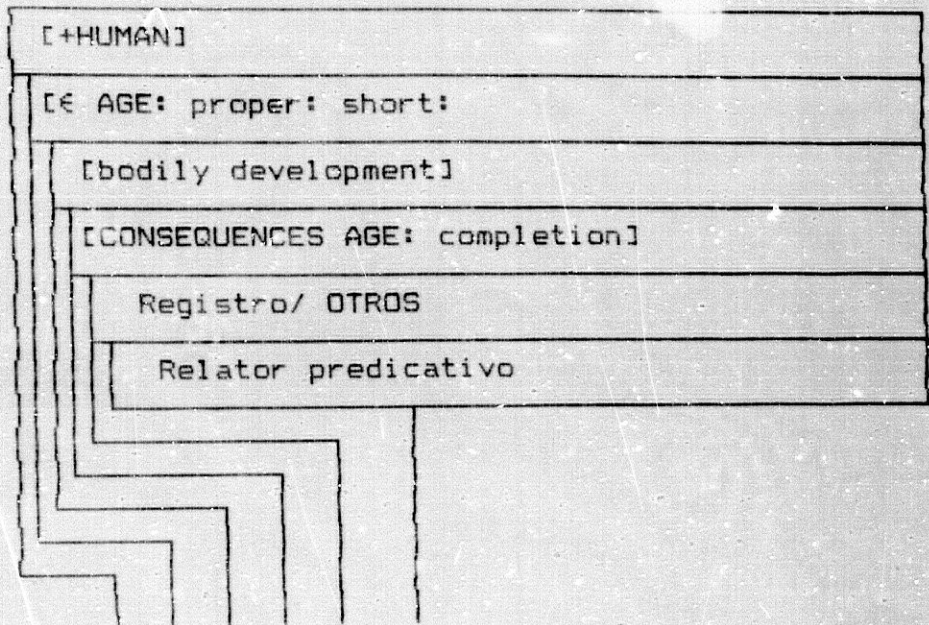 [+HUMAN]
[€ AGE: proper: short:
[bodily development]
[CONSEQUENCES AGE: completion]
Registro/ OTROS
Relator predicativo